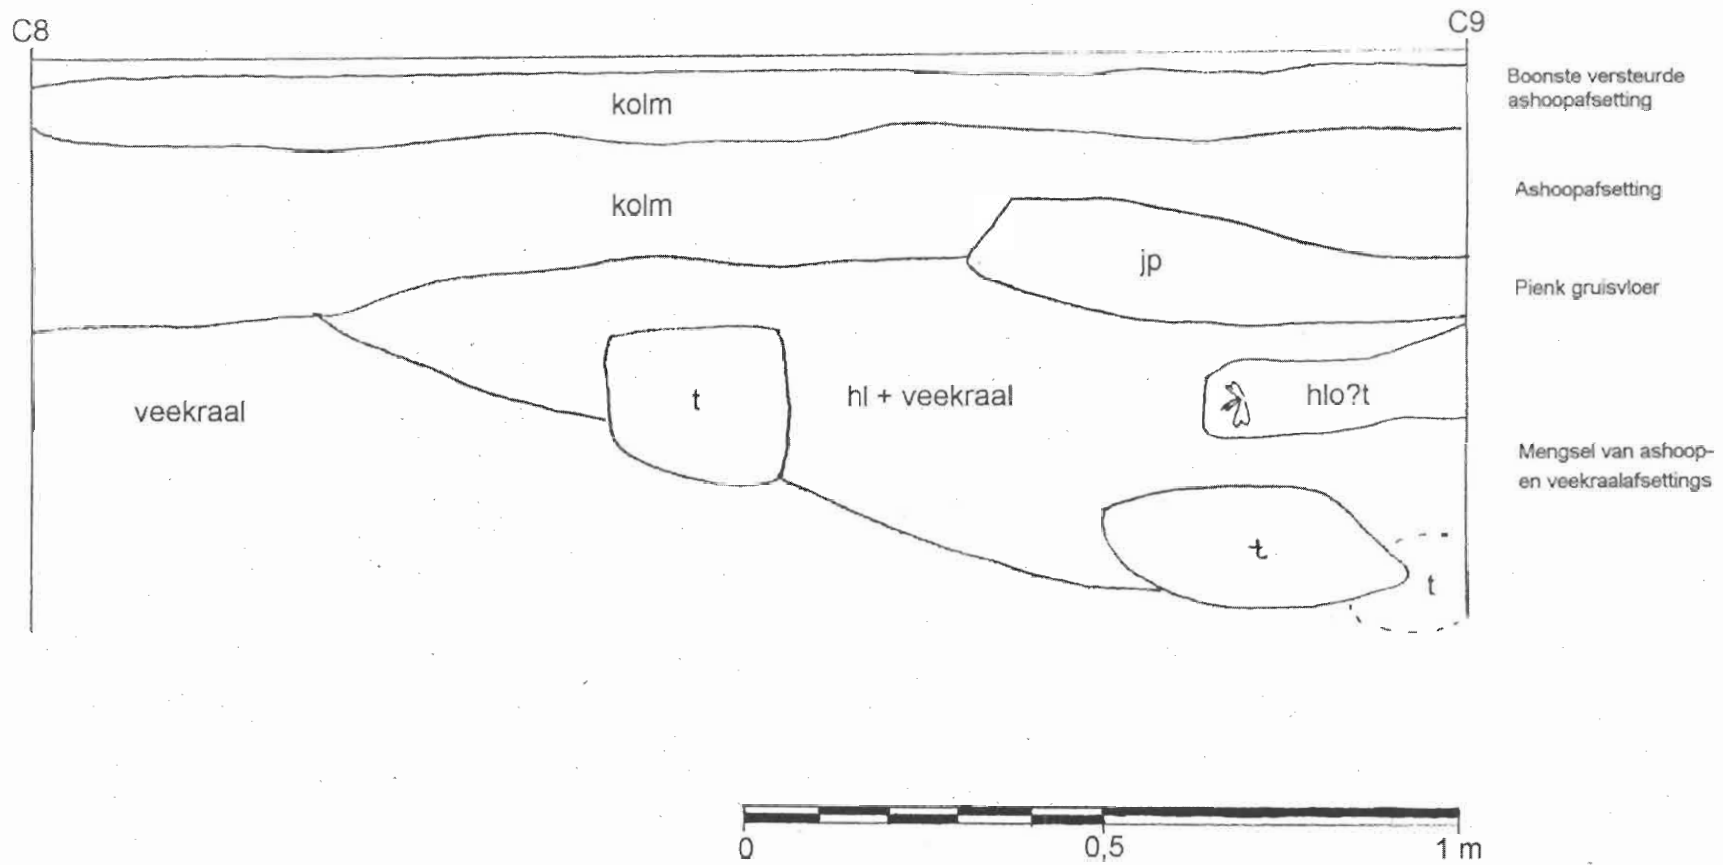 C8
C9
kolm
Boonste versteurde
ashoopafsetting
kolm
Ashoopafsetting
jp
Pienk gruisvloer
veekraal
t
hl + veekraal
hlo?t
Mengsel van ashoop-
en veekraalafsettings
t
t
0
0,5
1 m